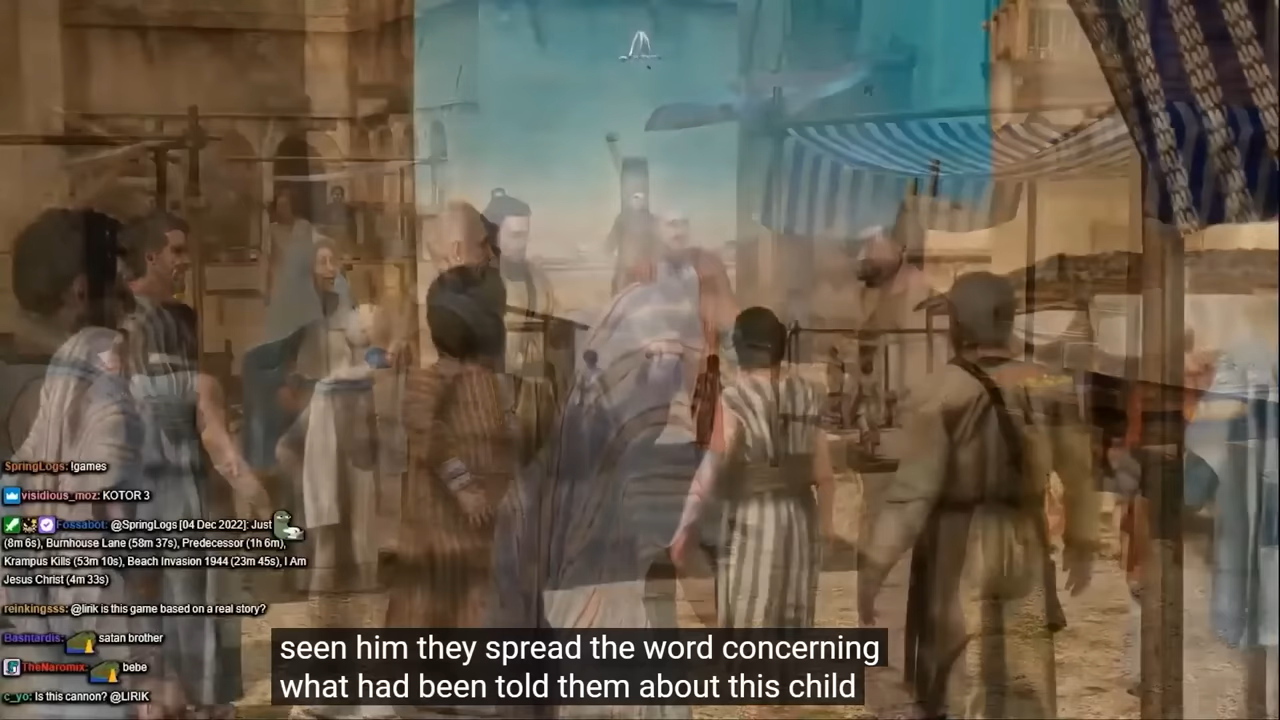 SpringLogs: !games
visidious_moz: KOTOR 3
Fossabot: @SpringLogs [04 Dec 2022]: Just
(8m 6s), Burnhouse Lane (58m 37s), Predecessor (1h 6m),
Krampus Kills (53m 10s), Beach Invasion 1944 (23m 45s), I Am
Jesus Christ (4m 33s)
reinkingsss: @lirik is this game based on a real story?
Basntardis: satan brother
TheNaromix: bebe
c_yo: Is this cannon? @LIRIK
seen him they spread the word concerning
what had been told them about this child